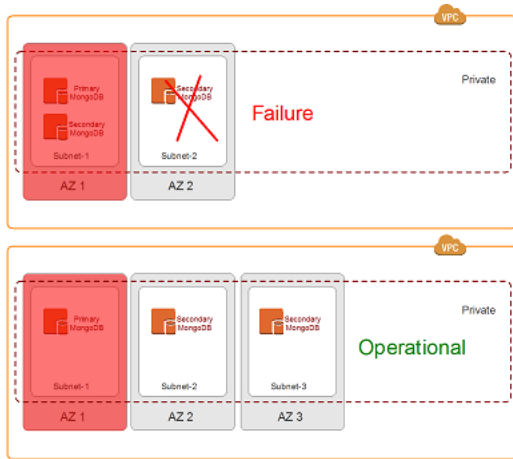 VPC
Private
Primary
MongoDB
Secondary
MongoDB
Subnet-1
AZ 1
Secondary
MongoDB
Subnet-2
AZ 2
Failure
VPC
Private
Primary
MongoDB
Subnet-1
AZ 1
Secondary
MongoDB
Subnet-2
AZ 2
Secondary
MongoDB
Subnet-3
AZ 3
Operational